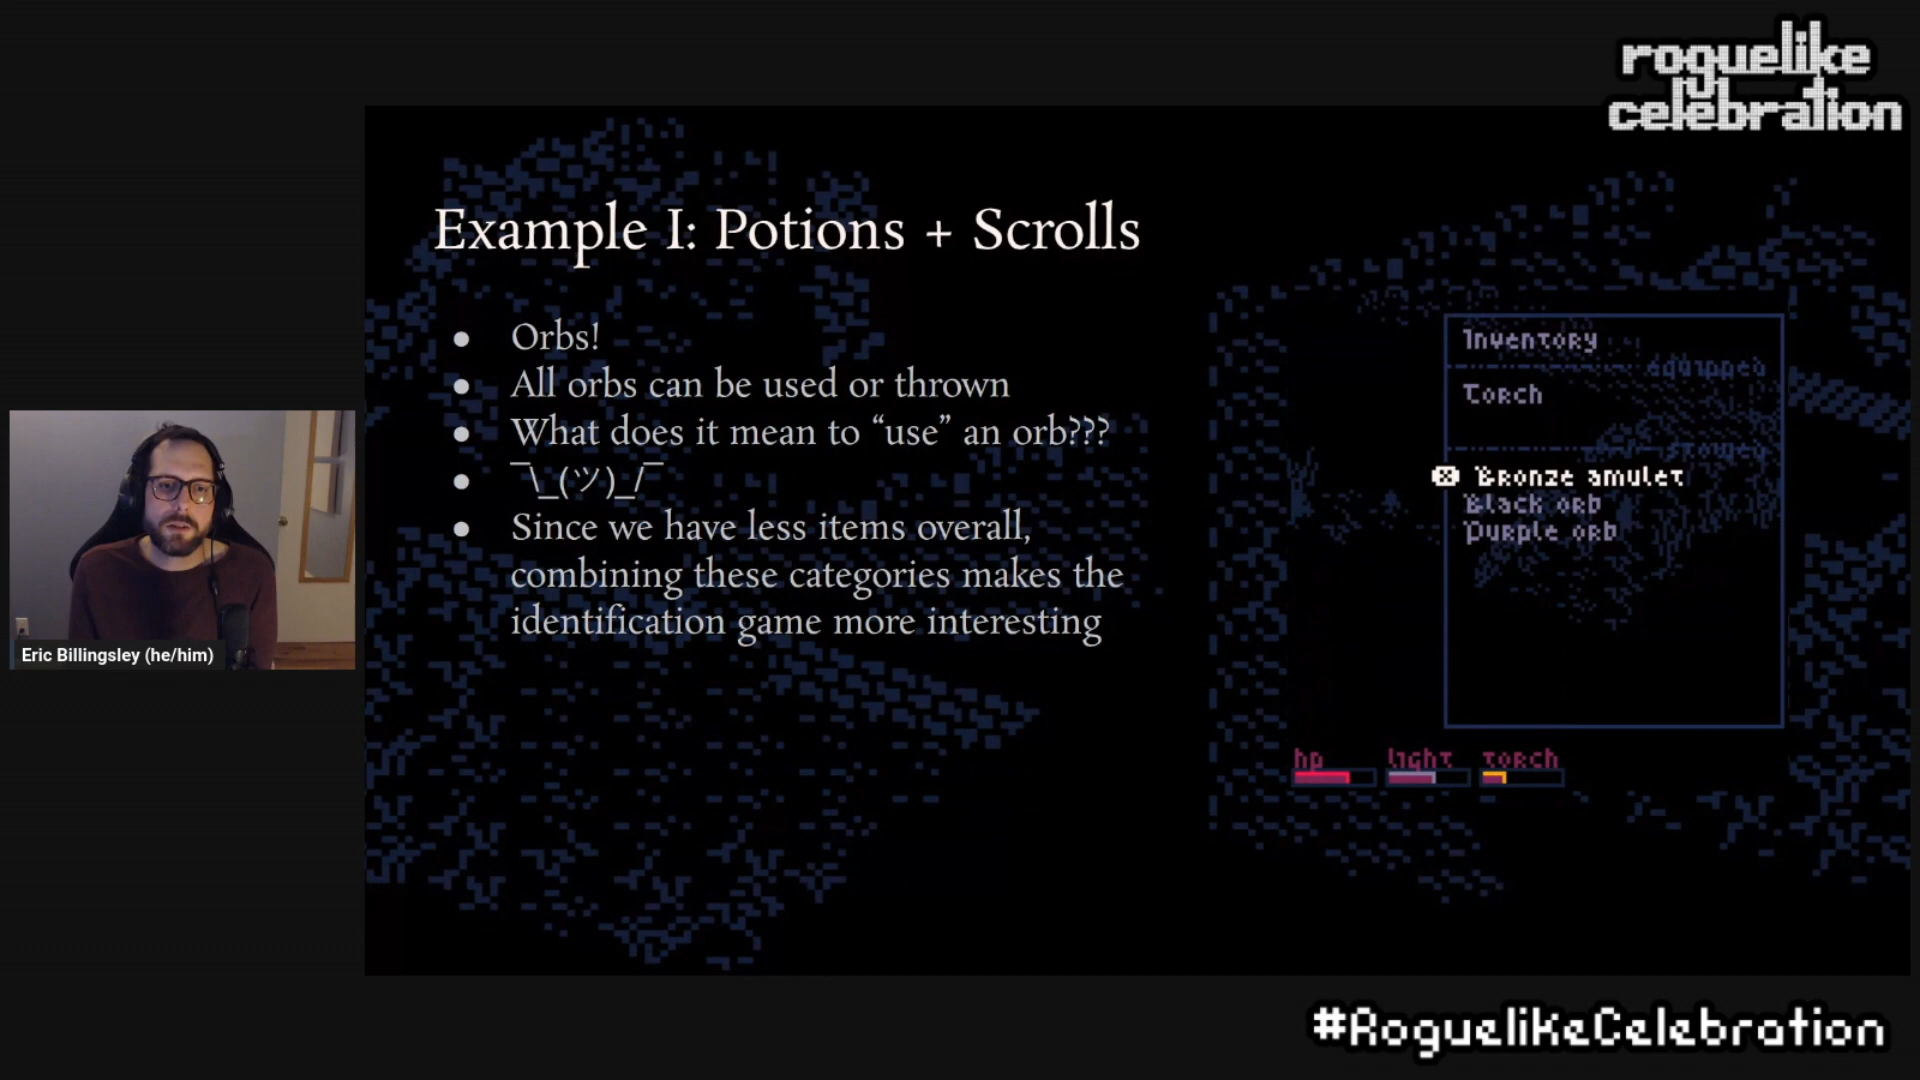 roguelike
celebration
Example I: Potions + Scrolls
● Orbs!
● All orbs can be used or thrown
● What does it mean to “use” an orb???
● ¯\_(ツ)_/¯
● Since we have less items overall,
combining these categories makes the
identification game more interesting
Inventory
equipped
Torch
stowed
Bronze amulet
Black orb
Purple orb
hp light torch
Eric Billingsley (he/him)
#RoguelikeCelebration